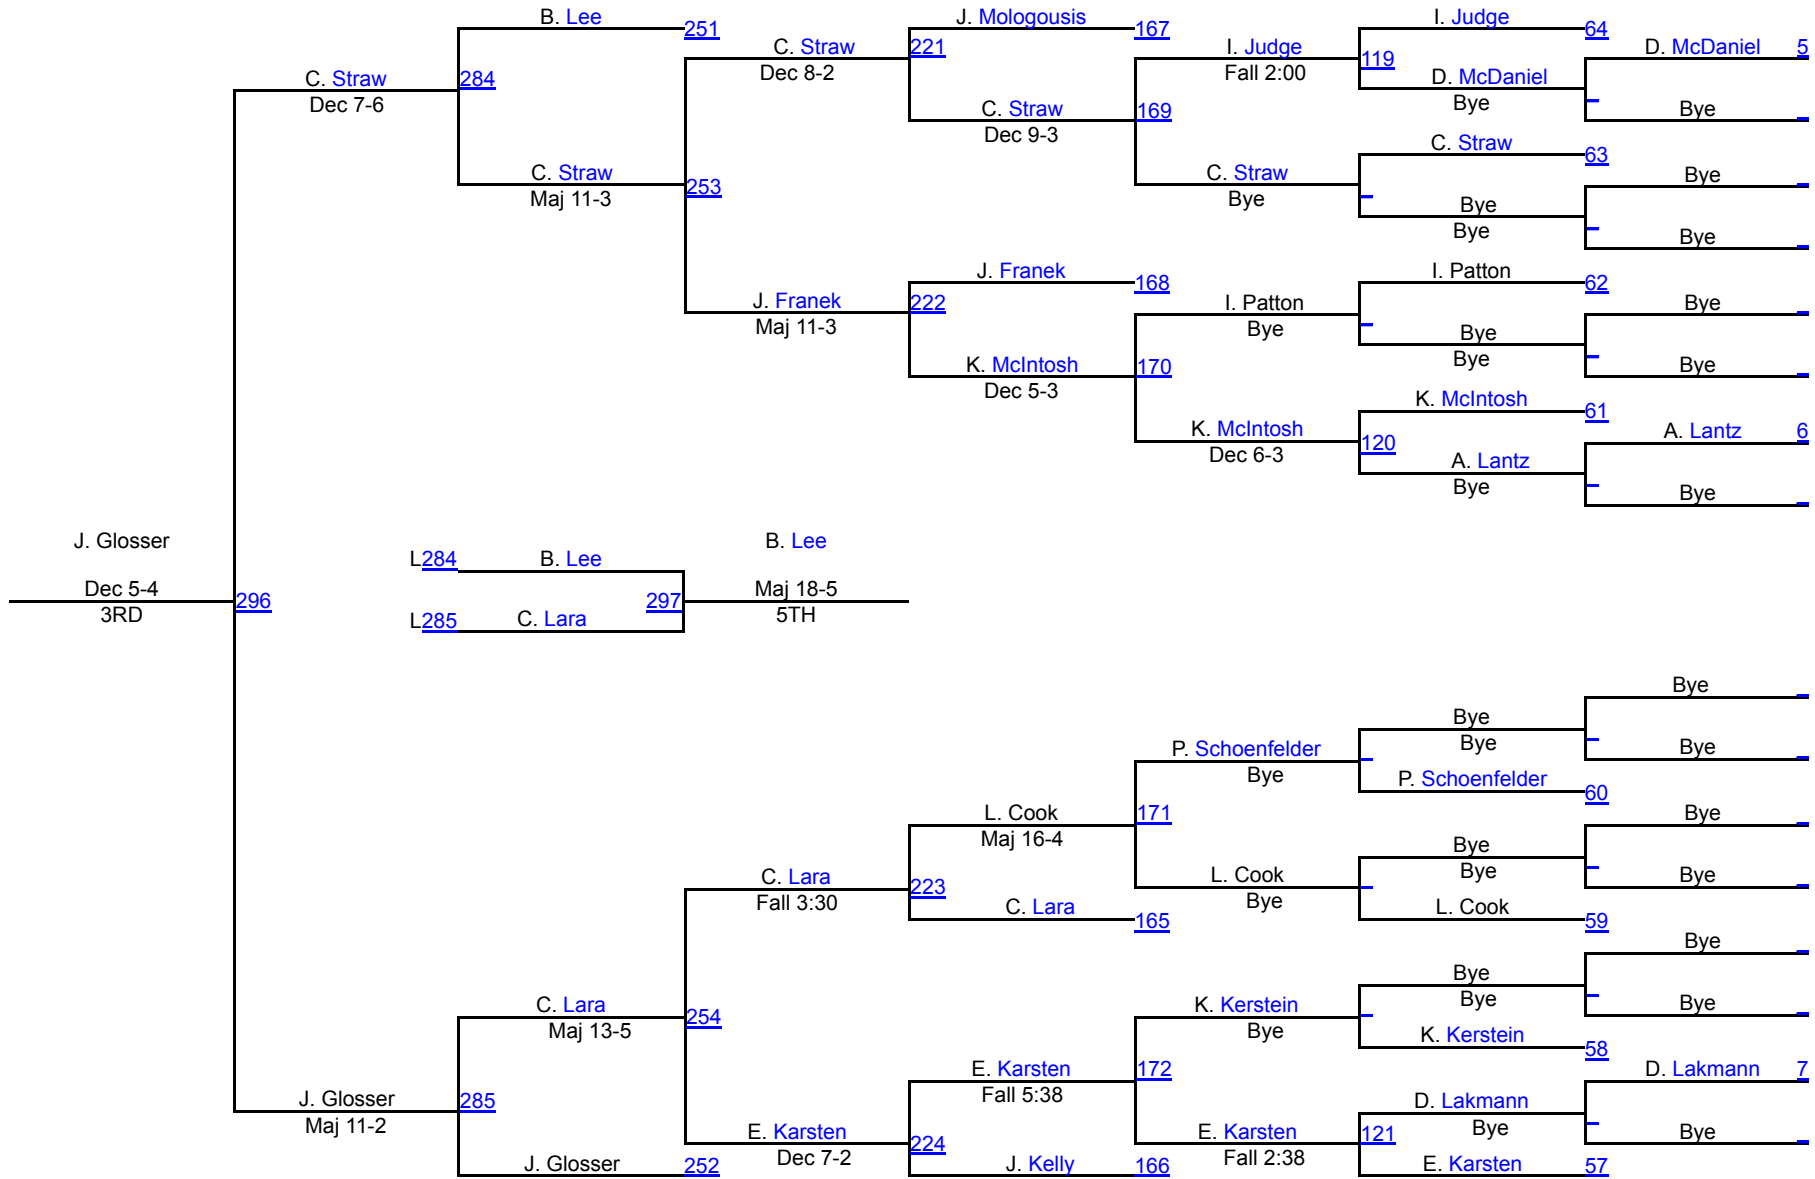 B. Lee
251
C. Straw
Dec 7-6
284
C. Straw
Maj 11-3
253
C. Straw
Dec 8-2
221
J. Mologousis
167
C. Straw
Dec 9-3
169
I. Judge
Fall 2:00
119
I. Judge
64
D. McDaniel
Bye
D. McDaniel 5
Bye
C. Straw
Bye
C. Straw
63
Bye
Bye
Bye
Bye
J. Franek
Maj 11-3
222
J. Franek
168
K. McIntosh
Dec 5-3
170
I. Patton
Bye
I. Patton
62
Bye
Bye
Bye
Bye
K. McIntosh
Dec 6-3
120
K. McIntosh
61
A. Lantz
Bye
A. Lantz 6
Bye
J. Glosser
Dec 5-4
3RD
296
L284 B. Lee
L285 C. Lara
297
B. Lee
Maj 18-5
5TH
J. Glosser
Maj 11-2
285
C. Lara
Maj 13-5
254
J. Glosser 252
C. Lara
Fall 3:30
223
L. Cook
Maj 16-4
171
C. Lara
165
P. Schoenfelder
Bye
Bye
Bye
Bye
Bye
P. Schoenfelder
60
L. Cook
Bye
Bye
Bye
Bye
Bye
L. Cook
59
E. Karsten
Dec 7-2
224
E. Karsten
Fall 5:38
172
J. Kelly 166
K. Kerstein
Bye
Bye
Bye
Bye
Bye
K. Kerstein
58
E. Karsten
Fall 2:38
121
D. Lakmann
Bye
D. Lakmann 7
Bye
E. Karsten 57